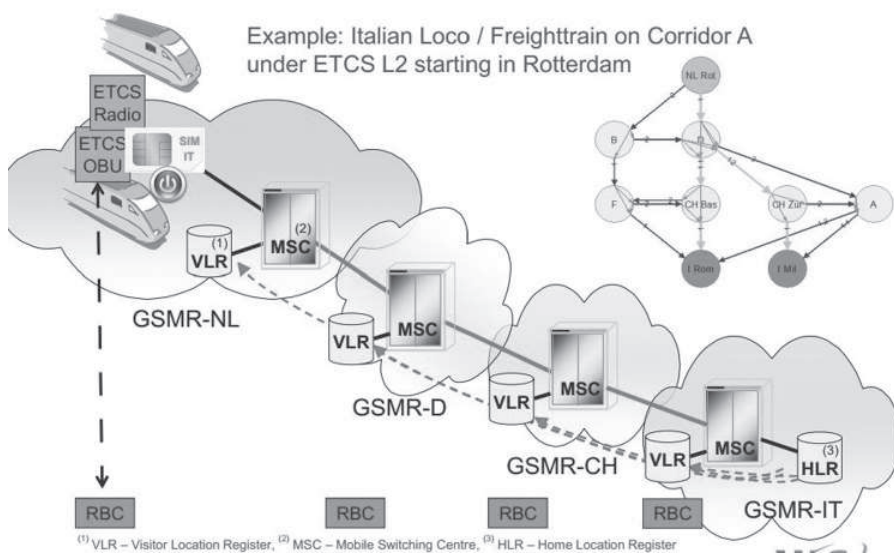 Example: Italian Loco / Freighttrain on Corridor A
under ETCS L2 starting in Rotterdam
NL Rot
B
D
F
CH Bas
CH Zür
A
I Rom
I Mil
ETCS
Radio
ETCS
OBU
SIM
IT
(1)
VLR
(2)
MSC
GSMR-NL
VLR
MSC
GSMR-D
VLR
MSC
GSMR-CH
VLR
MSC
(3)
HLR
GSMR-IT
RBC
RBC
RBC
RBC
(1) VLR – Visitor Location Register, (2) MSC – Mobile Switching Centre, (3) HLR – Home Location Register